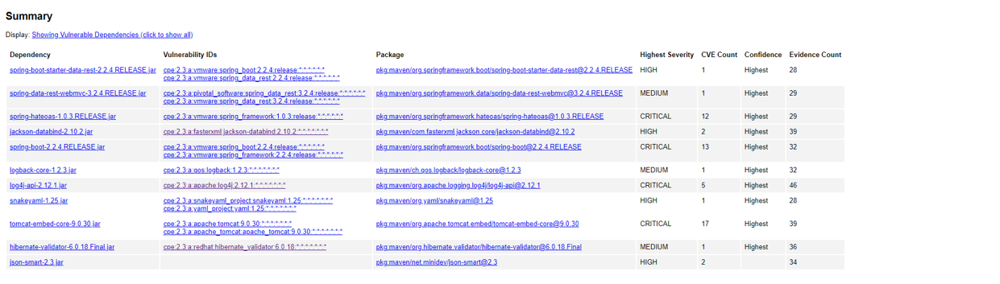 Summary
Display: Showing Vulnerable Dependencies (click to show all)
Dependency Vulnerability IDs Package Highest Severity CVE Count Confidence Evidence Count
spring-boot-starter-data-rest-2.2.4.RELEASE.jar cpe:2.3:a:vmware:spring_boot:2.2.4:release:*:*:*:*:*:* pkg:maven/org.springframework.boot/spring-boot-starter-data-rest@2.2.4.RELEASE HIGH 1 Highest 28
cpe:2.3:a:vmware:spring_data_rest:2.2.4:release:*:*:*:*:*:*
spring-data-rest-webmvc-3.2.4.RELEASE.jar cpe:2.3:a:pivotal_software:spring_data_rest:3.2.4:release:*:*:*:*:*:* pkg:maven/org.springframework.data/spring-data-rest-webmvc@3.2.4.RELEASE MEDIUM 1 Highest 29
cpe:2.3:a:vmware:spring_data_rest:3.2.4:release:*:*:*:*:*:*
spring-hateoas-1.0.3.RELEASE.jar cpe:2.3:a:vmware:spring_framework:1.0.3:release:*:*:*:*:*:* pkg:maven/org.springframework.hateoas/spring-hateoas@1.0.3.RELEASE CRITICAL 12 Highest 29
jackson-databind-2.10.2.jar cpe:2.3:a:fasterxml:jackson-databind:2.10.2:*:*:*:*:*:*:* pkg:maven/com.fasterxml.jackson.core/jackson-databind@2.10.2 HIGH 2 Highest 39
spring-boot-2.2.4.RELEASE.jar cpe:2.3:a:vmware:spring_boot:2.2.4:release:*:*:*:*:*:* pkg:maven/org.springframework.boot/spring-boot@2.2.4.RELEASE CRITICAL 13 Highest 32
cpe:2.3:a:vmware:spring_framework:2.2.4:release:*:*:*:*:*:*
logback-core-1.2.3.jar cpe:2.3:a:qos:logback:1.2.3:*:*:*:*:*:*:* pkg:maven/ch.qos.logback/logback-core@1.2.3 MEDIUM 1 Highest 32
log4j-api-2.12.1.jar cpe:2.3:a:apache:log4j:2.12.1:*:*:*:*:*:*:* pkg:maven/org.apache.logging.log4j/log4j-api@2.12.1 CRITICAL 5 Highest 46
snakeyaml-1.25.jar cpe:2.3:a:snakeyaml_project:snakeyaml:1.25:*:*:*:*:*:*:* pkg:maven/org.yaml/snakeyaml@1.25 HIGH 1 Highest 28
cpe:2.3:a:yaml_project:yaml:1.25:*:*:*:*:*:*:*
tomcat-embed-core-9.0.30.jar cpe:2.3:a:apache:tomcat:9.0.30:*:*:*:*:*:*:* pkg:maven/org.apache.tomcat.embed/tomcat-embed-core@9.0.30 CRITICAL 17 Highest 39
cpe:2.3:a:apache_tomcat:apache_tomcat:9.0.30:*:*:*:*:*:*:*
hibernate-validator-6.0.18.Final.jar cpe:2.3:a:redhat:hibernate_validator:6.0.18:*:*:*:*:*:*:* pkg:maven/org.hibernate.validator/hibernate-validator@6.0.18.Final MEDIUM 1 Highest 36
json-smart-2.3.jar pkg:maven/net.minidev/json-smart@2.3 HIGH 2 34